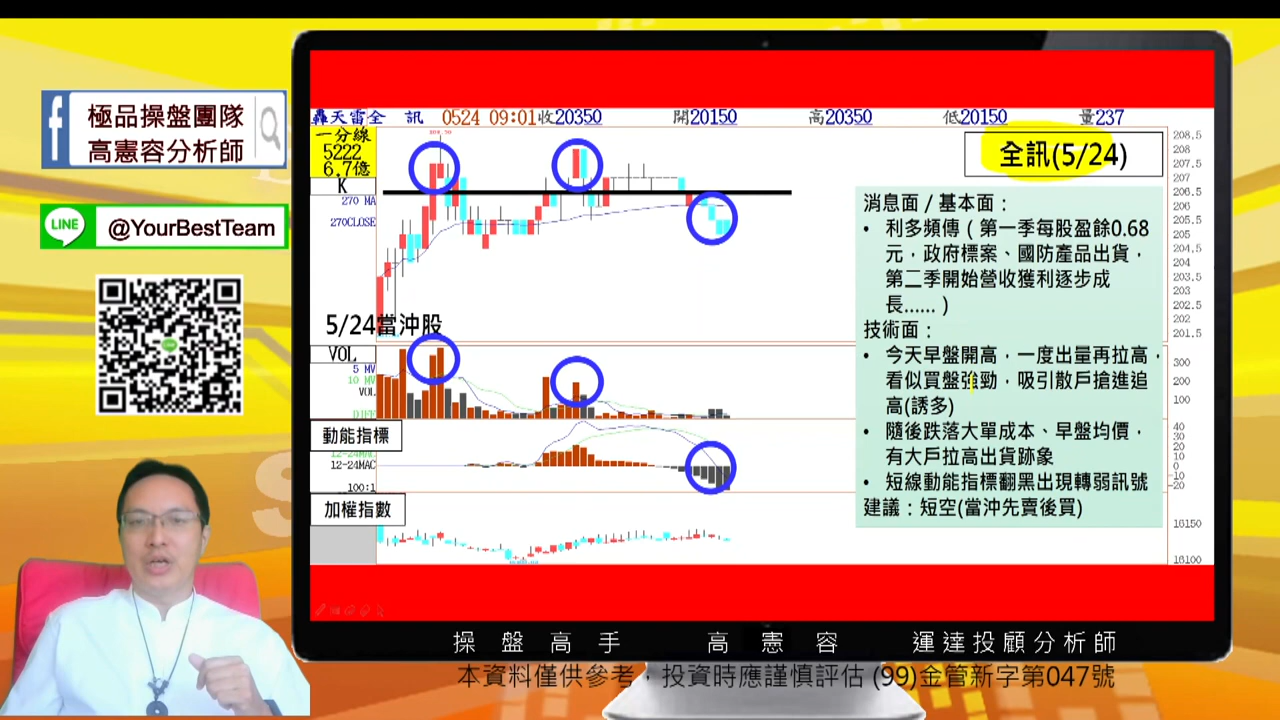 極品操盤團隊
高憲容分析師
LINE
@YourBestTeam
轟天雷全 訊 0524 09:01收20350 開20150 高20350 低20150 量237
一分線
5222
6.7億
K
270 MA
270CLOSE
5/24當沖股
VOL
5 MV
10 MV
VOL
DIFF
動能指標
12-24MAC
12-24MAC
100:1
加權指數
208.5
208
207.5
207
206.5
206
205.5
205
204.5
204
203.5
203
202.5
202
201.5
300
200
100
40
30
20
10
0
-10
-20
16150
16100
全訊(5/24)
消息面 / 基本面：
• 利多頻傳（第一季每股盈餘0.68
元，政府標案、國防產品出貨，
第二季開始營收獲利逐步成
長......）
技術面：
• 今天早盤開高，一度出量再拉高，
看似買盤強勁，吸引散戶搶進追
高(誘多)
• 隨後跌落大單成本、早盤均價，
有大戶拉高出貨跡象
• 短線動能指標翻黑出現轉弱訊號
建議：短空(當沖先賣後買)
操盤高手 高憲容 運達投顧分析師
本資料僅供參考，投資時應謹慎評估 (99)金管新字第047號